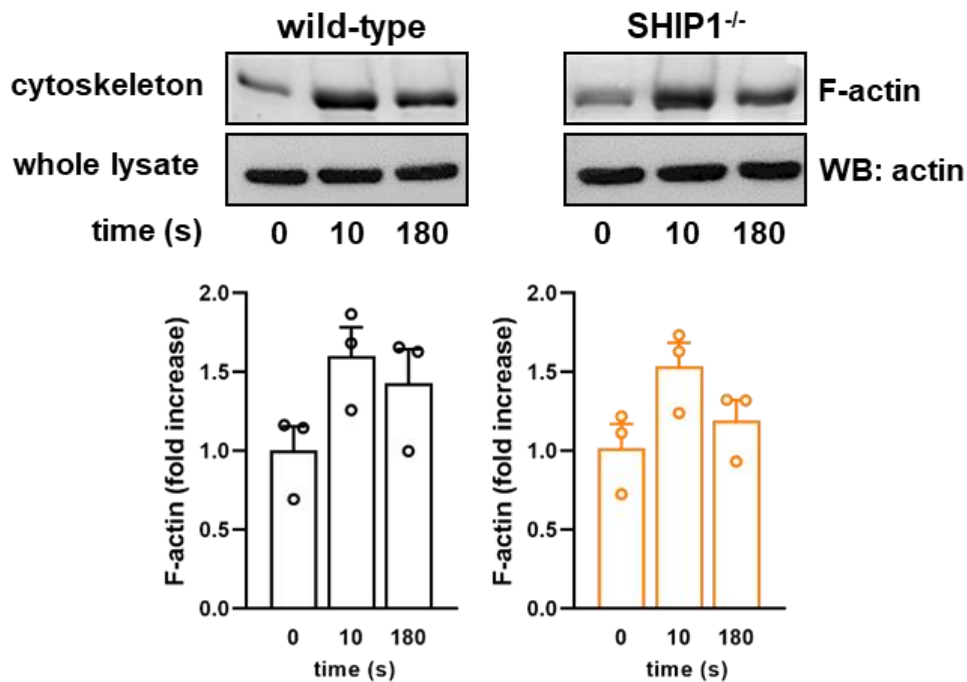 wild-type SHIP1-/-
cytoskeleton F-actin
whole lysate WB: actin
time (s) 0 10 180 0 10 180
F-actin (fold increase)
2.0
1.5
1.0
0.5
0.0
0 10 180
time (s)
F-actin (fold increase)
2.0
1.5
1.0
0.5
0.0
0 10 180
time (s)